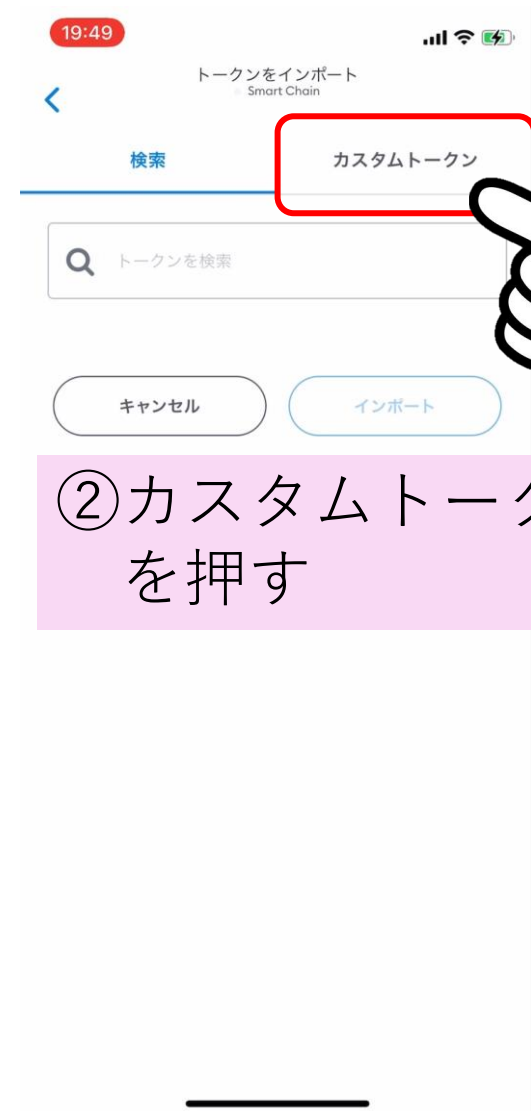 19:49
トークンをインポート
Smart Chain
検索
カスタムトークン
トークンを検索
キャンセル
インポート
②カスタムトーク
を押す